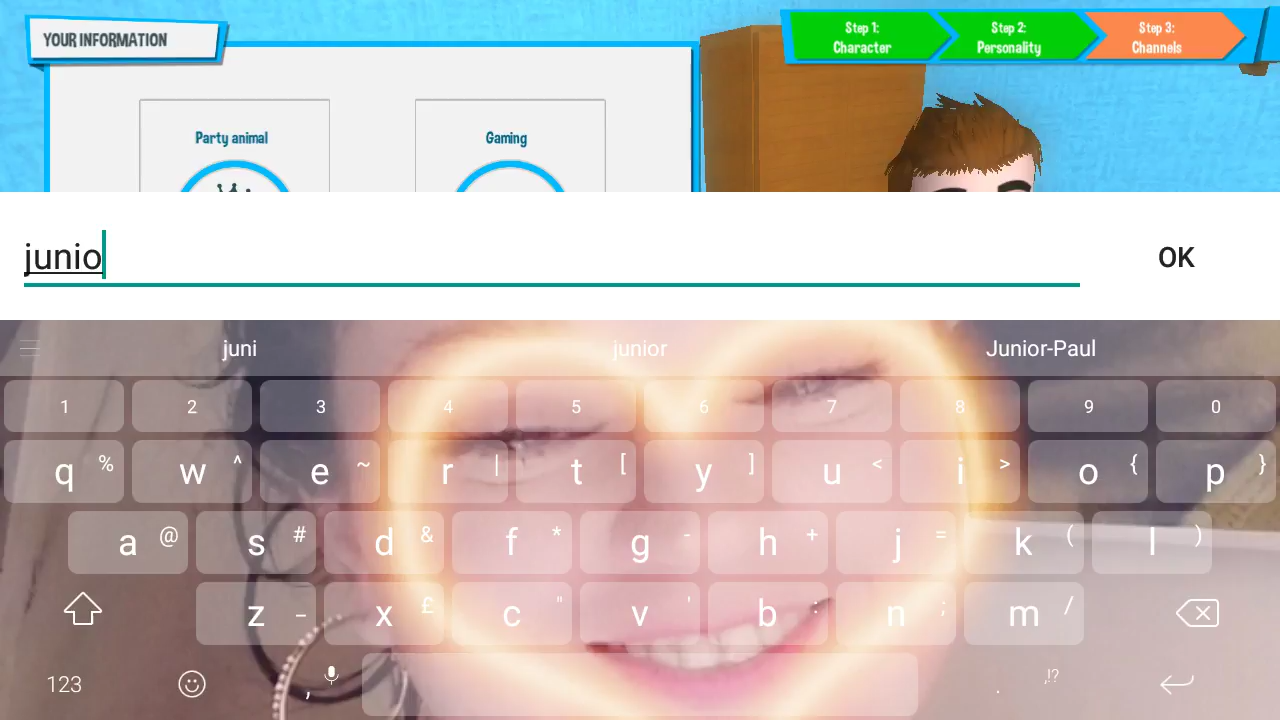 YOUR INFORMATION
Step 1:
Character
Step 2:
Personality
Step 3:
Channels
Party animal
Gaming
junio
OK
juni junior Junior-Paul
1 2 3 4 5 6 7 8 9 0
q % w ^ e ~ r | t [ y ] u < i > o { p }
a @ s # d & f * g - h + j = k ( l )
z _ x £ c " v ' b : n ; m /
123 , . ,!?